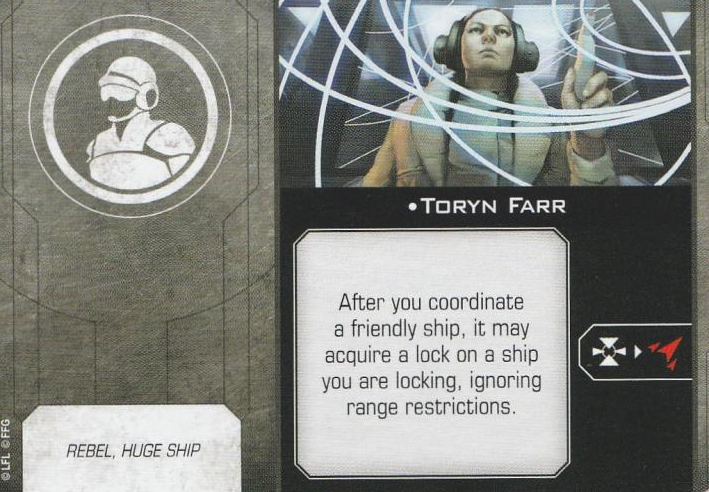 •TORYN FARR
After you coordinate
a friendly ship, it may
acquire a lock on a ship
you are locking, ignoring
range restrictions.
REBEL, HUGE SHIP
© LFL © FFG